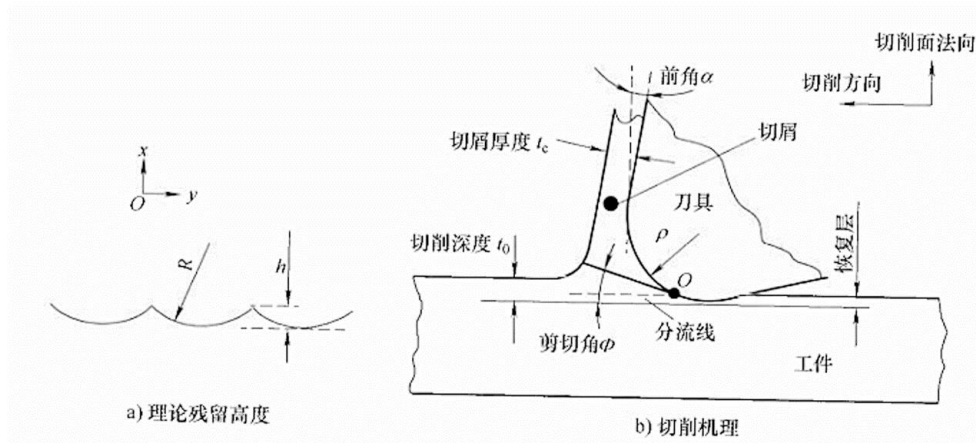 x
O
y
R
h
a) 理论残留高度
切削面法向
切削方向
前角α
切屑厚度 tc
切屑
刀具
切削深度 t0
ρ
O
恢复层
剪切角Φ
分流线
工件
b) 切削机理